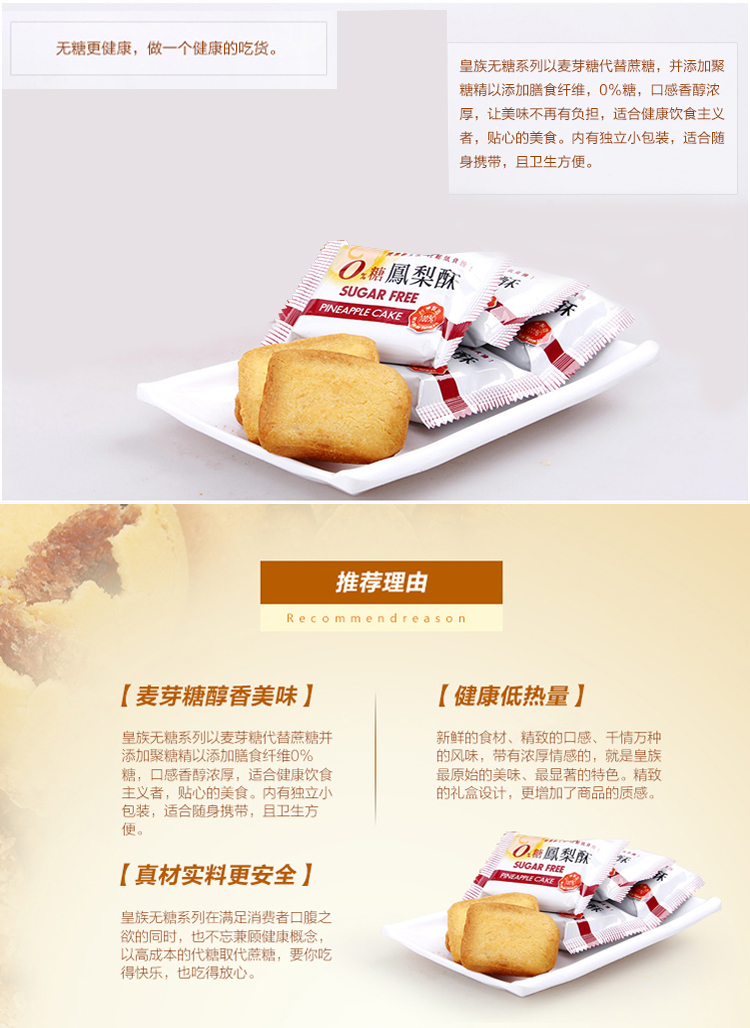 无糖更健康，做一个健康的吃货。
皇族无糖系列以麦芽糖代替蔗糖，并添加聚
糖精以添加膳食纤维，0%糖，口感香醇浓
厚，让美味不再有负担，适合健康饮食主义
者，贴心的美食。内有独立小包装，适合随
身携带，且卫生方便。
0%糖 鳳梨酥
SUGAR FREE
PINEAPPLE CAKE
酥
酥
酥
推荐理由
Recommendreason
【麦芽糖醇香美味】
皇族无糖系列以麦芽糖代替蔗糖并
添加聚糖精以添加膳食纤维0%
糖，口感香醇浓厚，适合健康饮食
主义者，贴心的美食。内有独立小
包装，适合随身携带，且卫生方
便。
【健康低热量】
新鲜的食材、精致的口感、千情万种
的风味，带有浓厚情感的，就是皇族
最原始的美味、最显著的特色。精致
的礼盒设计，更增加了商品的质感。
【真材实料更安全】
皇族无糖系列在满足消费者口腹之
欲的同时，也不忘兼顾健康概念，
以高成本的代糖取代蔗糖，要你吃
得快乐，也吃得放心。
0%糖 鳳梨酥
SUGAR FREE
PINEAPPLE CAKE